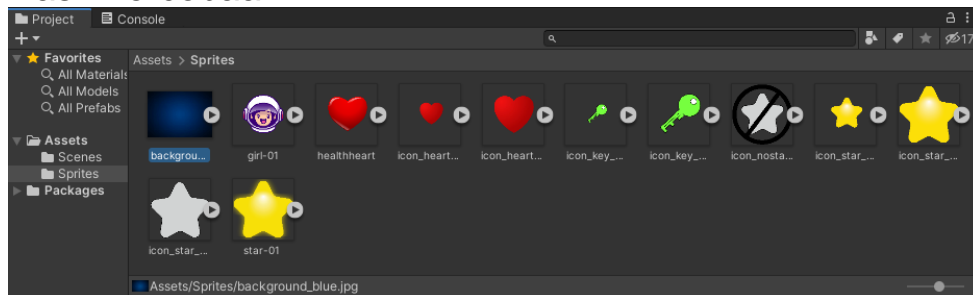 Project Console
17
Favorites
Assets > Sprites
All Materials
All Models
All Prefabs
Assets
Scenes
Sprites
Packages
backgrou... girl-01 healthheart icon_heart... icon_heart... icon_key_... icon_key_... icon_nosta... icon_star_... icon_star_...
icon_star_... star-01
Assets/Sprites/background_blue.jpg